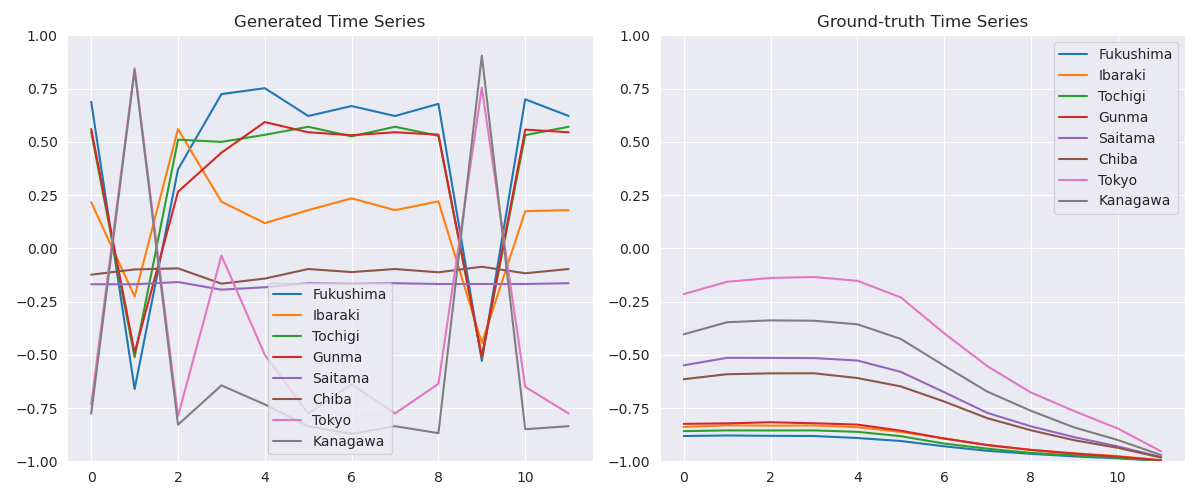 Generated Time Series
1.00
0.75
0.50
0.25
0.00
−0.25
−0.50
−0.75
−1.00
0 2 4 6 8 10
Fukushima
Ibaraki
Tochigi
Gunma
Saitama
Chiba
Tokyo
Kanagawa
Ground-truth Time Series
1.00
0.75
0.50
0.25
0.00
−0.25
−0.50
−0.75
−1.00
0 2 4 6 8 10
Fukushima
Ibaraki
Tochigi
Gunma
Saitama
Chiba
Tokyo
Kanagawa